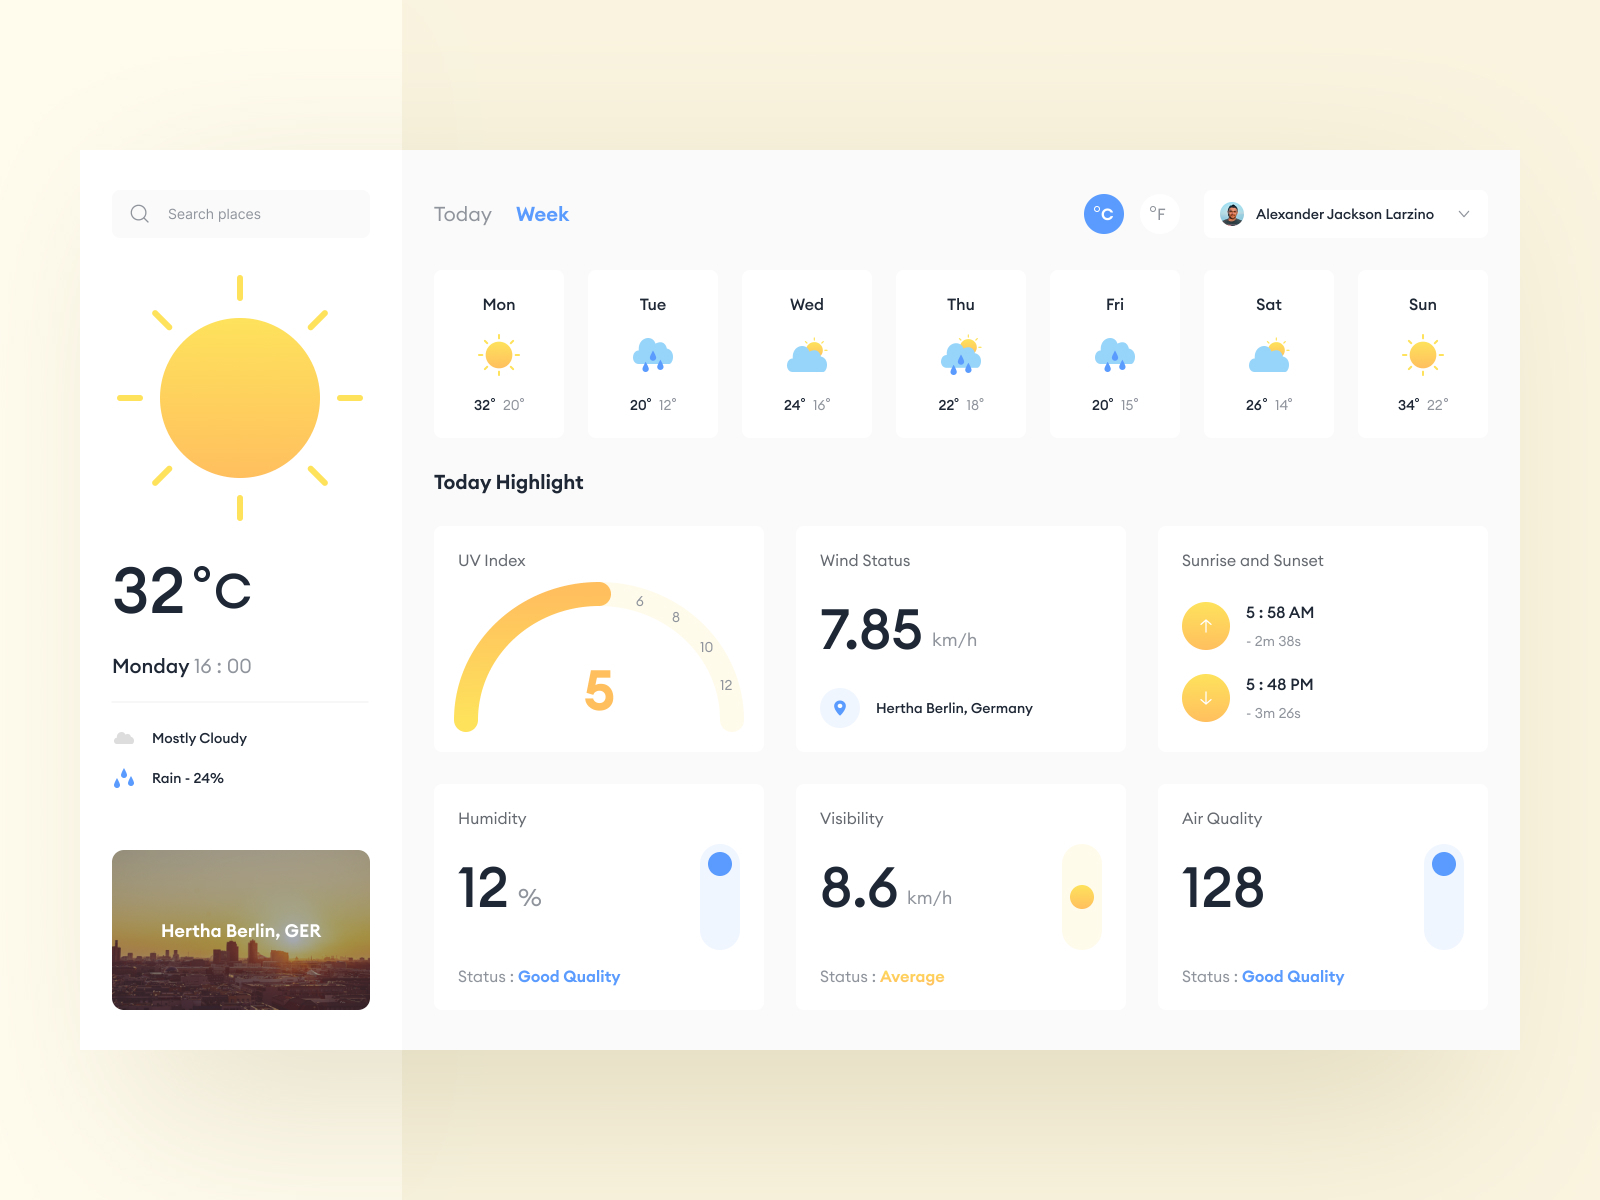 Search places
32 °C
Monday 16 : 00
Mostly Cloudy
Rain - 24%
Hertha Berlin, GER
Today Week
°C °F
Alexander Jackson Larzino
Mon Tue Wed Thu Fri Sat Sun
32° 20° 20° 12° 24° 16° 22° 18° 20° 15° 26° 14° 34° 22°
Today Highlight
UV Index
6
8
10
12
5
Wind Status
7.85 km/h
Hertha Berlin, Germany
Sunrise and Sunset
5 : 58 AM
- 2m 38s
5 : 48 PM
- 3m 26s
Humidity
12 %
Status : Good Quality
Visibility
8.6 km/h
Status : Average
Air Quality
128
Status : Good Quality